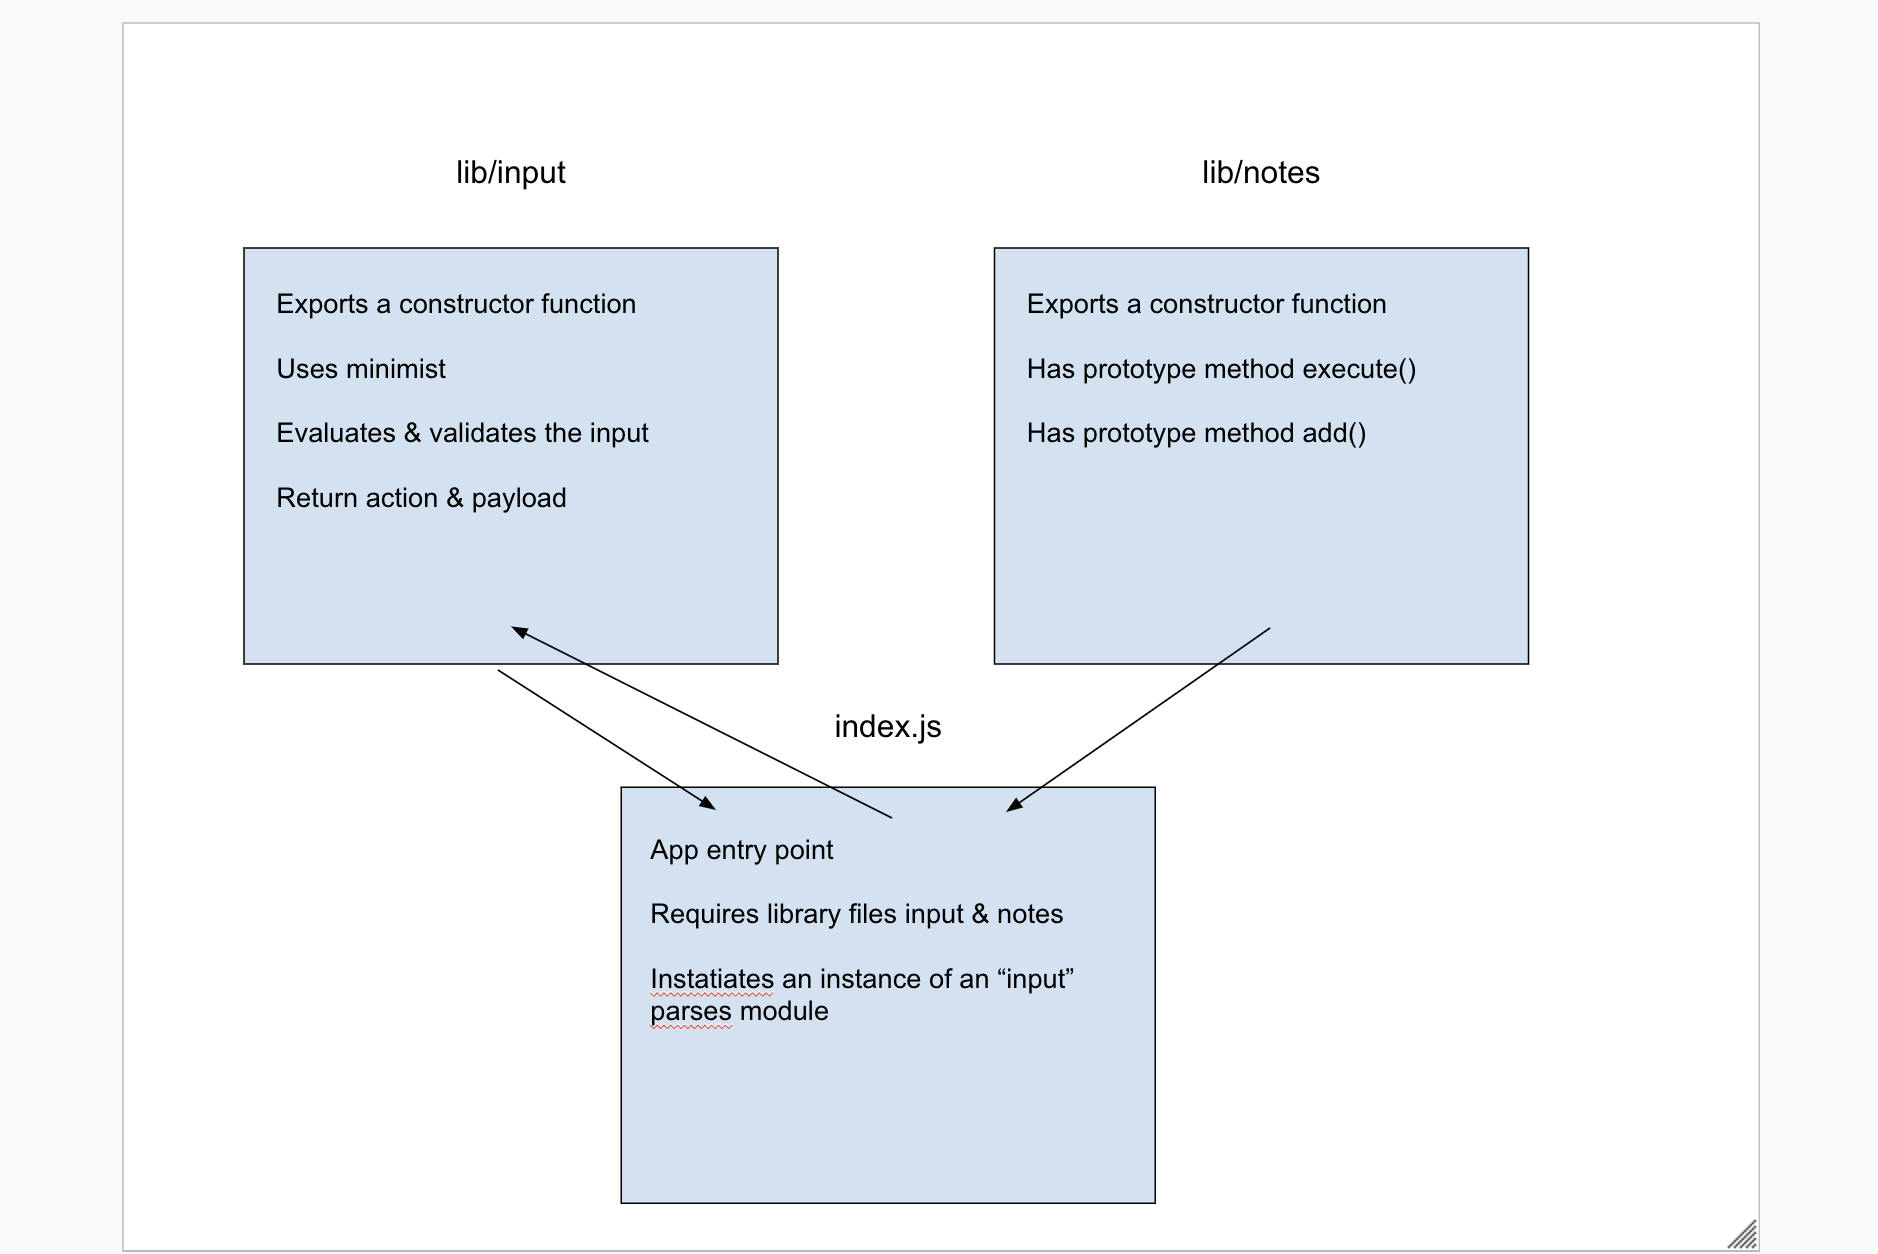 lib/input
Exports a constructor function
Uses minimist
Evaluates & validates the input
Return action & payload
lib/notes
Exports a constructor function
Has prototype method execute()
Has prototype method add()
index.js
App entry point
Requires library files input & notes
Instatiates an instance of an “input”
parses module